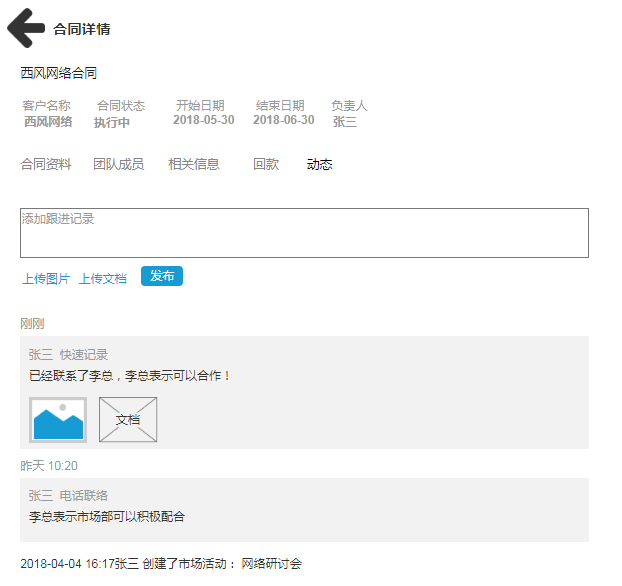 合同详情
西风网络合同
客户名称 合同状态 开始日期 结束日期 负责人
西风网络 执行中 2018-05-30 2018-06-30 张三
合同资料 团队成员 相关信息 回款 动态
添加跟进记录
上传图片 上传文档 发布
刚刚
张三 快速记录
已经联系了李总，李总表示可以合作！
文档
昨天 10:20
张三 电话联络
李总表示市场部可以积极配合
2018-04-04 16:17张三 创建了市场活动： 网络研讨会